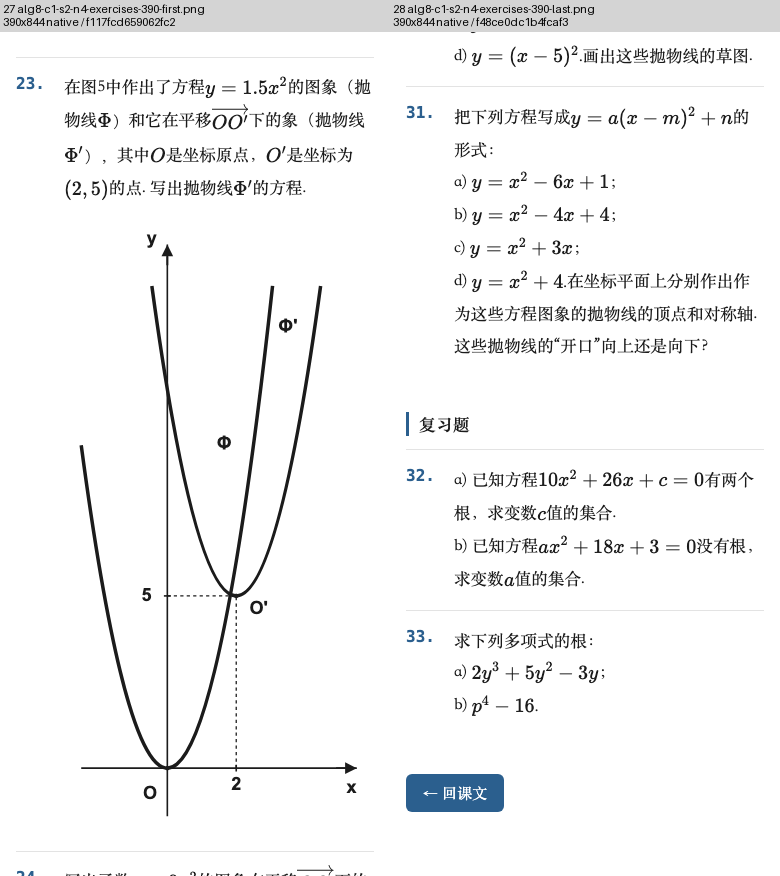 27 alg8-c1-s2-n4-exercises-390-first.png
390x844 native / f117fcd659062fc2
23.
在图5中作出了方程y = 1.5x²的图象（抛
物线Φ）和它在平移OO′下的象（抛物线
Φ′），其中O是坐标原点，O′是坐标为
(2, 5)的点. 写出抛物线Φ′的方程.
y
Φ'
Φ
5
O'
O
2
x
28 alg8-c1-s2-n4-exercises-390-last.png
390x844 native / f48ce0dc1b4fcaf3
d) y = (x − 5)².画出这些抛物线的草图.
31.
把下列方程写成y = a(x − m)² + n的
形式：
a) y = x² − 6x + 1;
b) y = x² − 4x + 4;
c) y = x² + 3x;
d) y = x² + 4.在坐标平面上分别作出作
为这些方程图象的抛物线的顶点和对称轴.
这些抛物线的“开口”向上还是向下?
复习题
32.
a) 已知方程10x² + 26x + c = 0有两个
根，求变数c值的集合.
b) 已知方程ax² + 18x + 3 = 0没有根，
求变数a值的集合.
33.
求下列多项式的根：
a) 2y³ + 5y² − 3y;
b) p⁴ − 16.
← 回课文